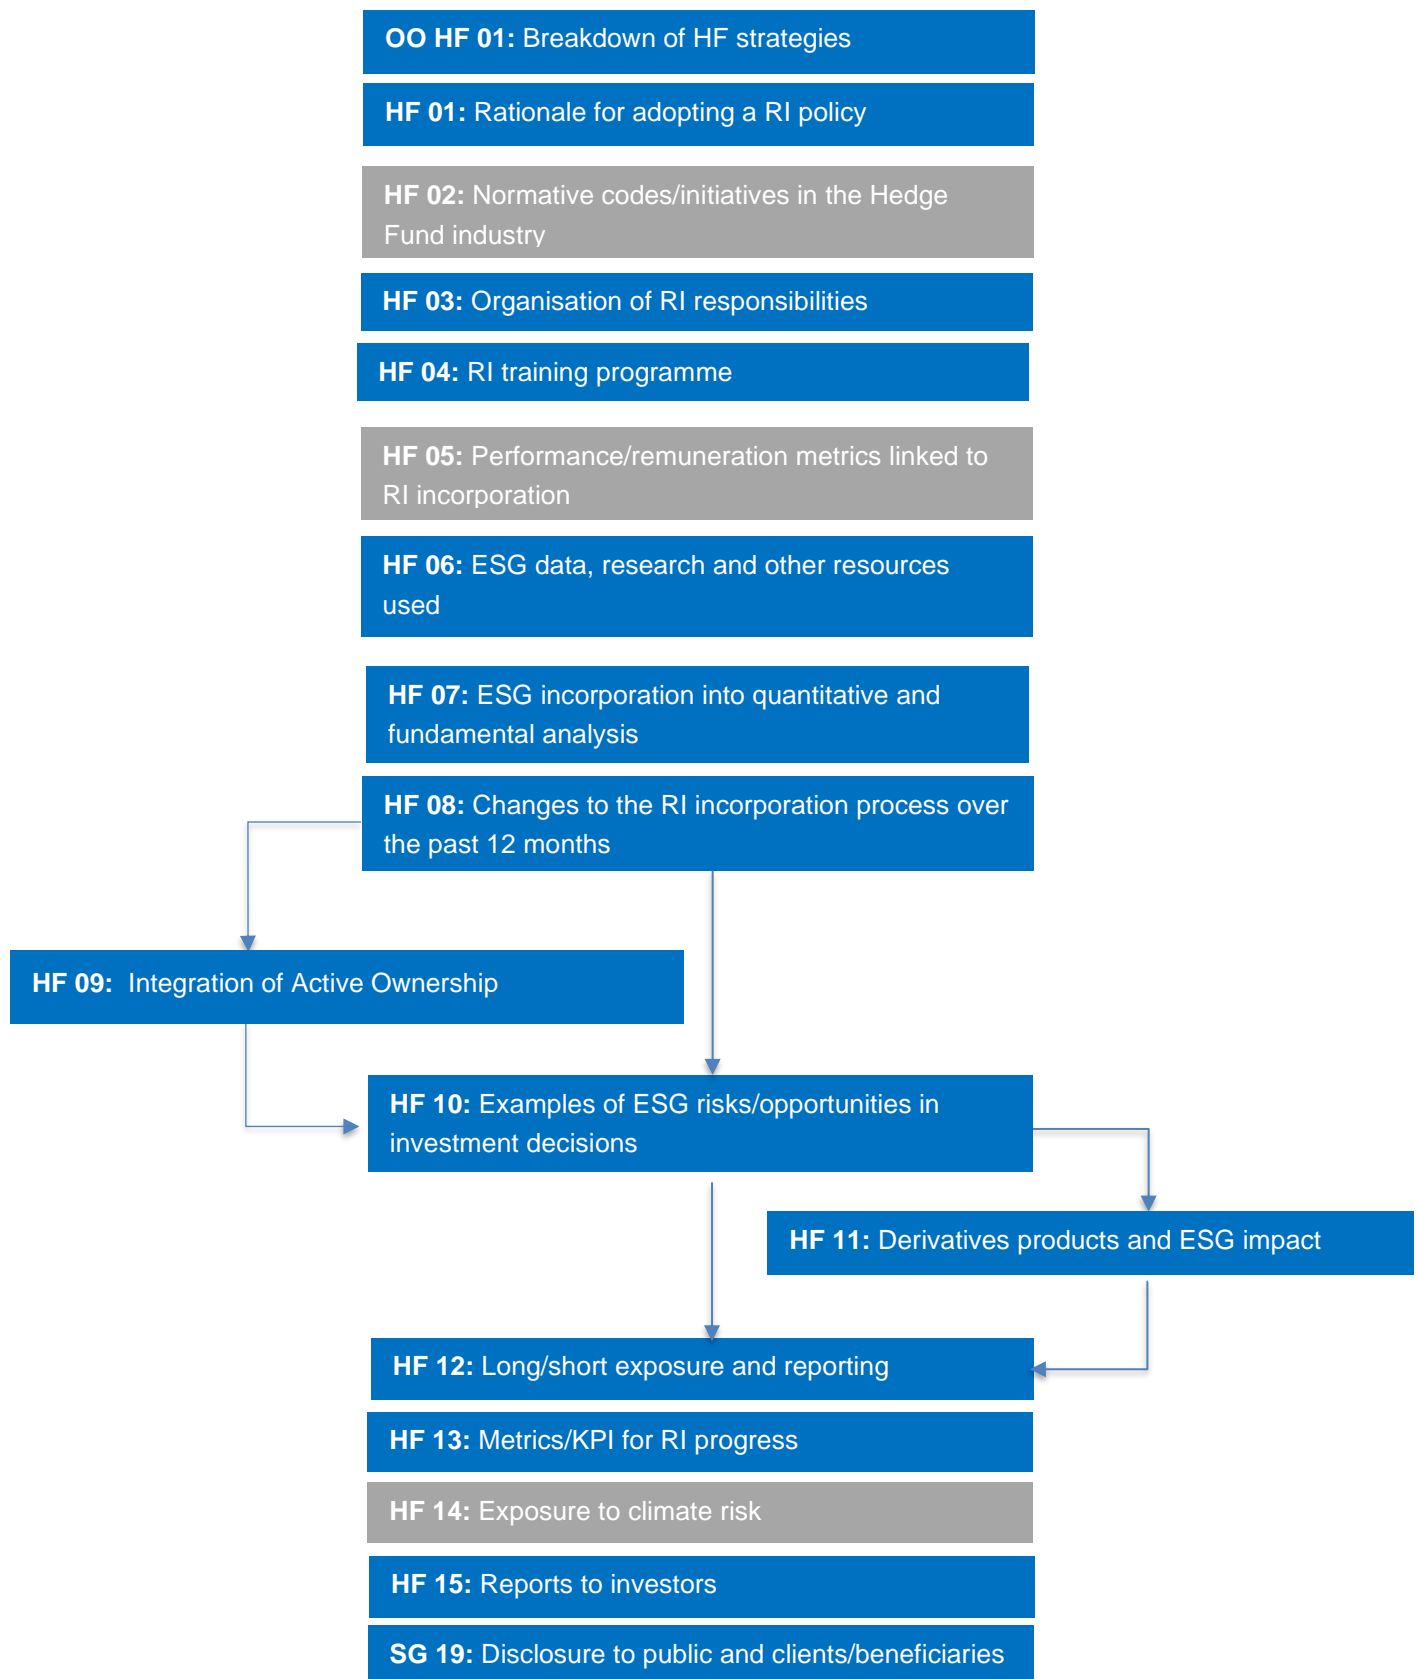 OO HF 01: Breakdown of HF strategies
HF 01: Rationale for adopting a RI policy
HF 02: Normative codes/initiatives in the Hedge
Fund industry
HF 03: Organisation of RI responsibilities
HF 04: RI training programme
HF 05: Performance/remuneration metrics linked to
RI incorporation
HF 06: ESG data, research and other resources
used
HF 07: ESG incorporation into quantitative and
fundamental analysis
HF 08: Changes to the RI incorporation process over
the past 12 months
HF 09: Integration of Active Ownership
HF 10: Examples of ESG risks/opportunities in
investment decisions
HF 11: Derivatives products and ESG impact
HF 12: Long/short exposure and reporting
HF 13: Metrics/KPI for RI progress
HF 14: Exposure to climate risk
HF 15: Reports to investors
SG 19: Disclosure to public and clients/beneficiaries